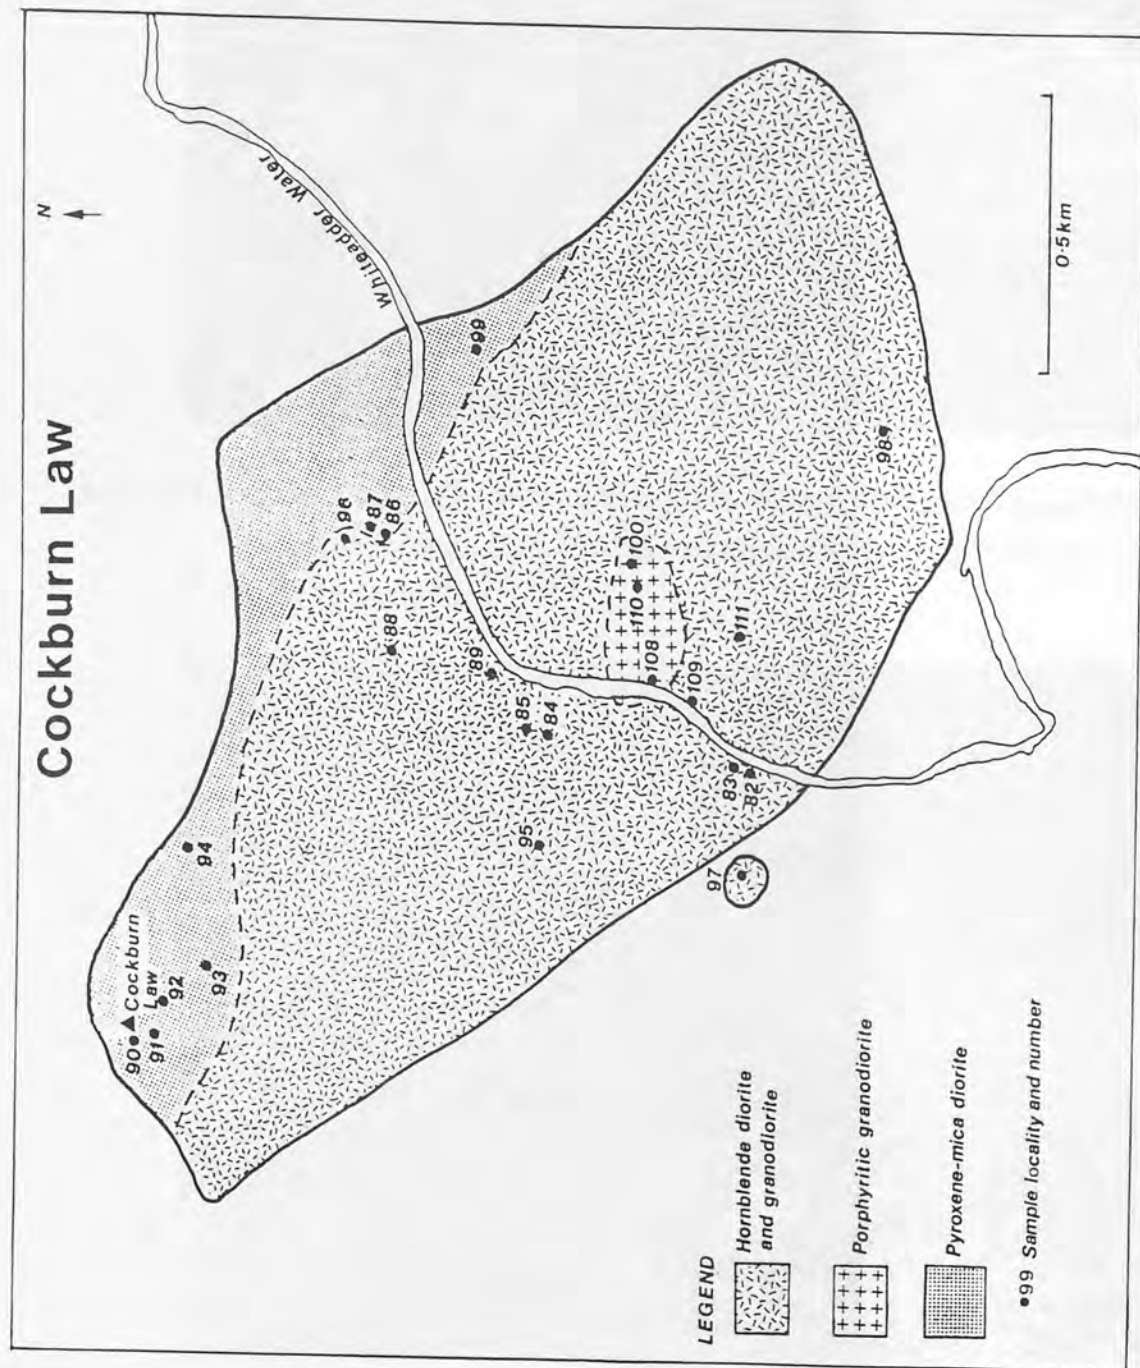 Cockburn Law
N
Whiteadder Water
90
Cockburn
Law
91
92
93
94
96
87
86
99
88
89
85
84
95
100
110
108
109
111
83
82
97
98
0·5km
LEGEND
Hornblende diorite
and granodiorite
Porphyritic granodiorite
Pyroxene-mica diorite
99 Sample locality and number